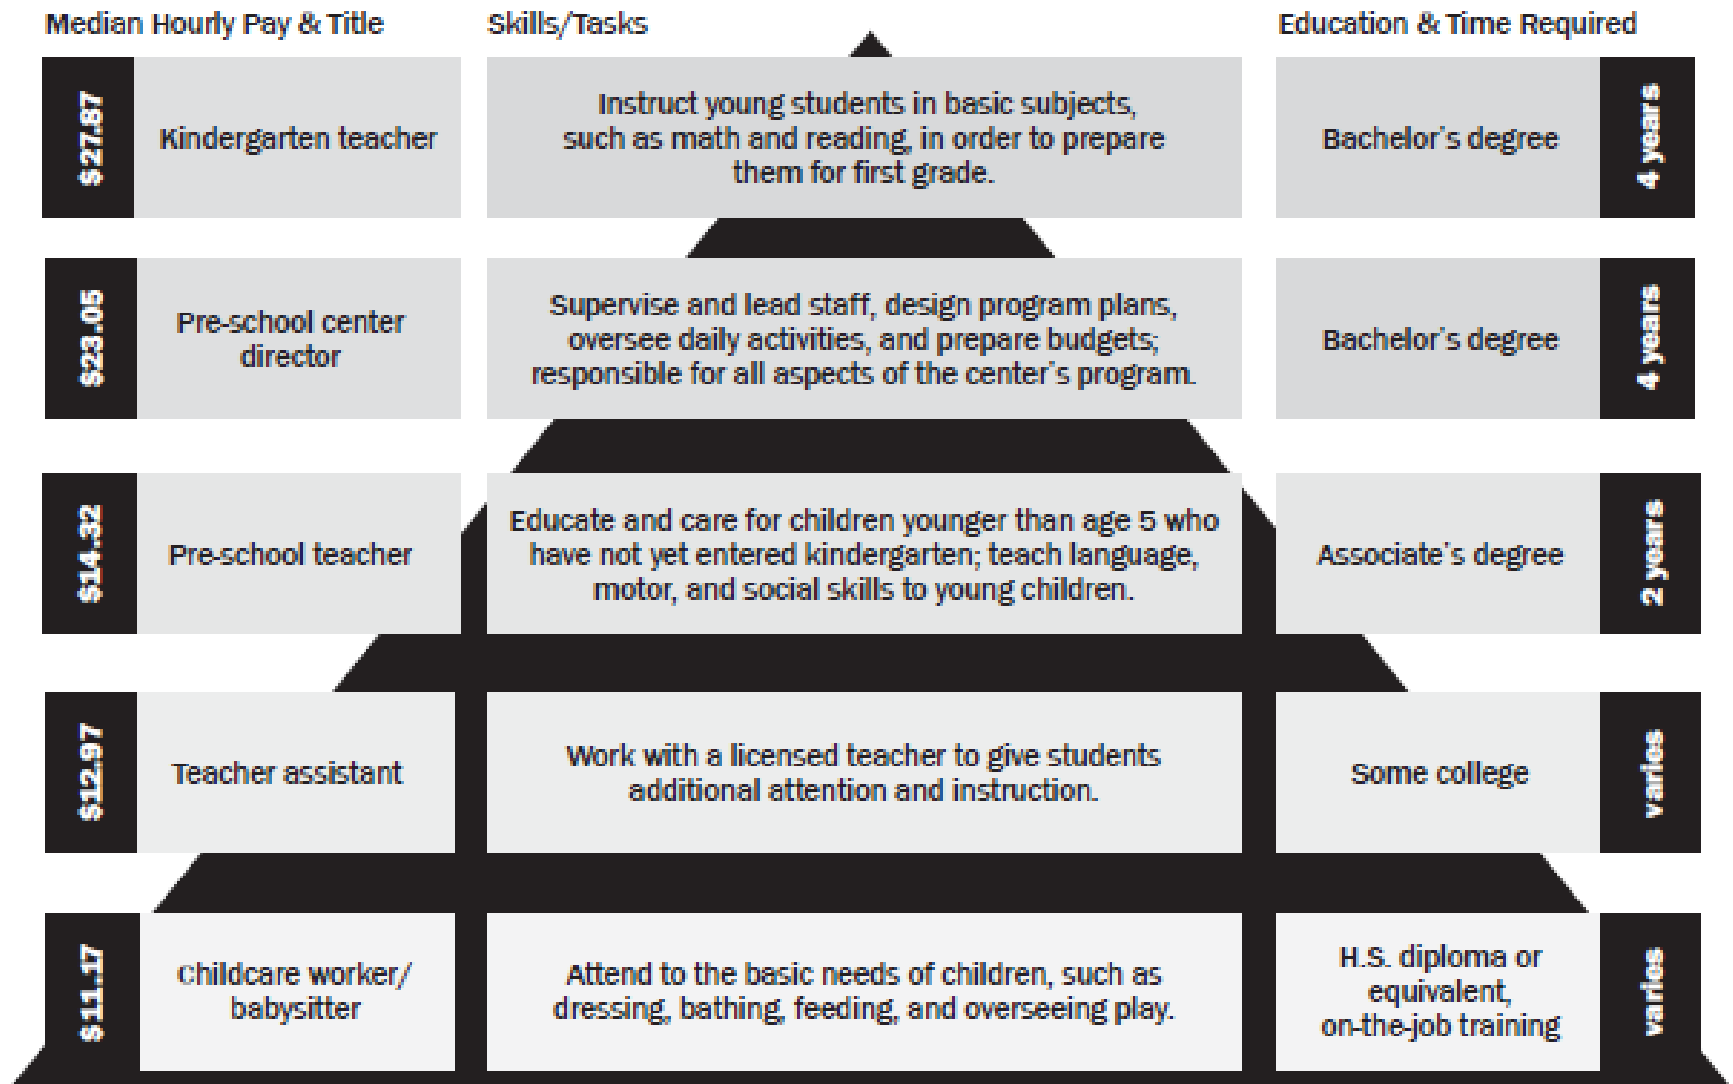 Median Hourly Pay & Title
Skills/Tasks
Education & Time Required
$27.87
Kindergarten teacher
Instruct young students in basic subjects,
such as math and reading, in order to prepare
them for first grade.
Bachelor's degree
4 years
$23.05
Pre-school center
director
Supervise and lead staff, design program plans,
oversee daily activities, and prepare budgets;
responsible for all aspects of the center's program.
Bachelor's degree
4 years
$14.32
Pre-school teacher
Educate and care for children younger than age 5 who
have not yet entered kindergarten; teach language,
motor, and social skills to young children.
Associate's degree
2 years
$12.97
Teacher assistant
Work with a licensed teacher to give students
additional attention and instruction.
Some college
varies
$11.17
Childcare worker/
babysitter
Attend to the basic needs of children, such as
dressing, bathing, feeding, and overseeing play.
H.S. diploma or
equivalent,
on-the-job training
varies